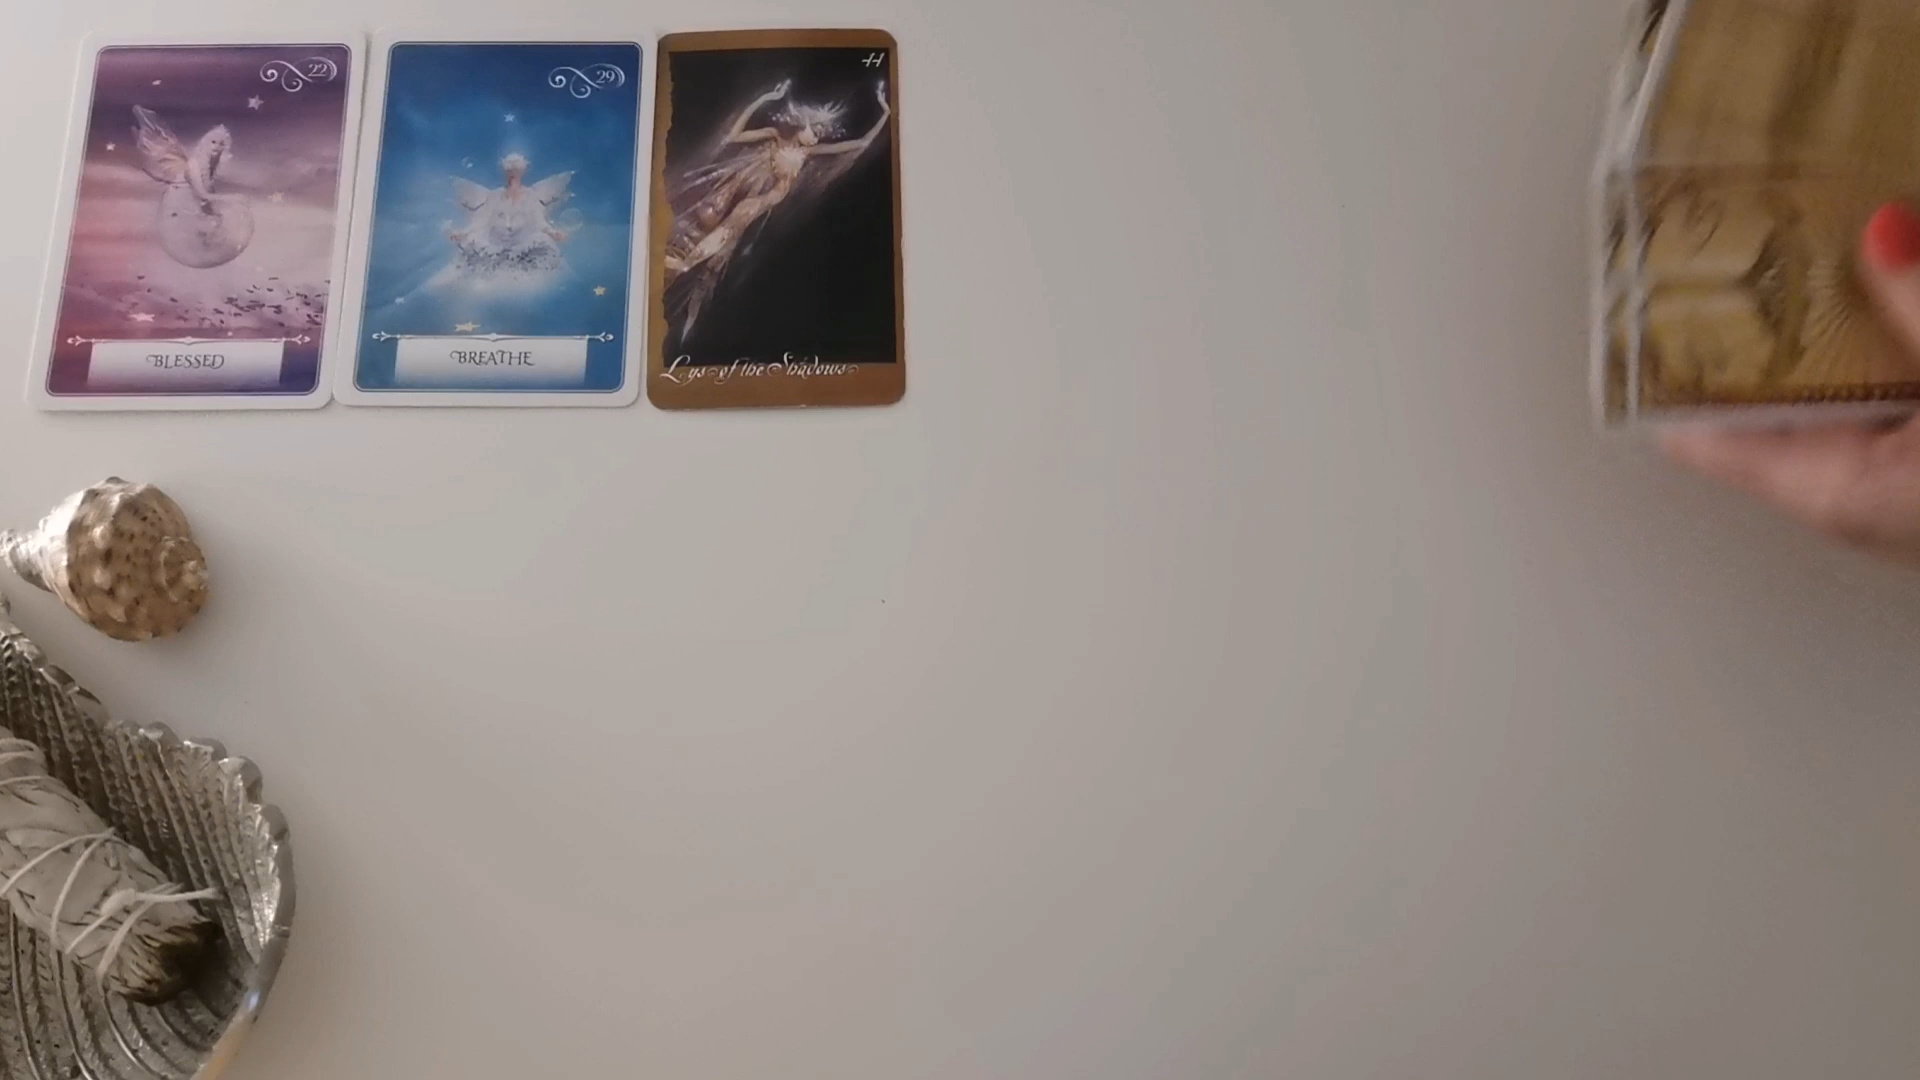 22
BLESSED
29
BREATHE
Lys of the Shadows